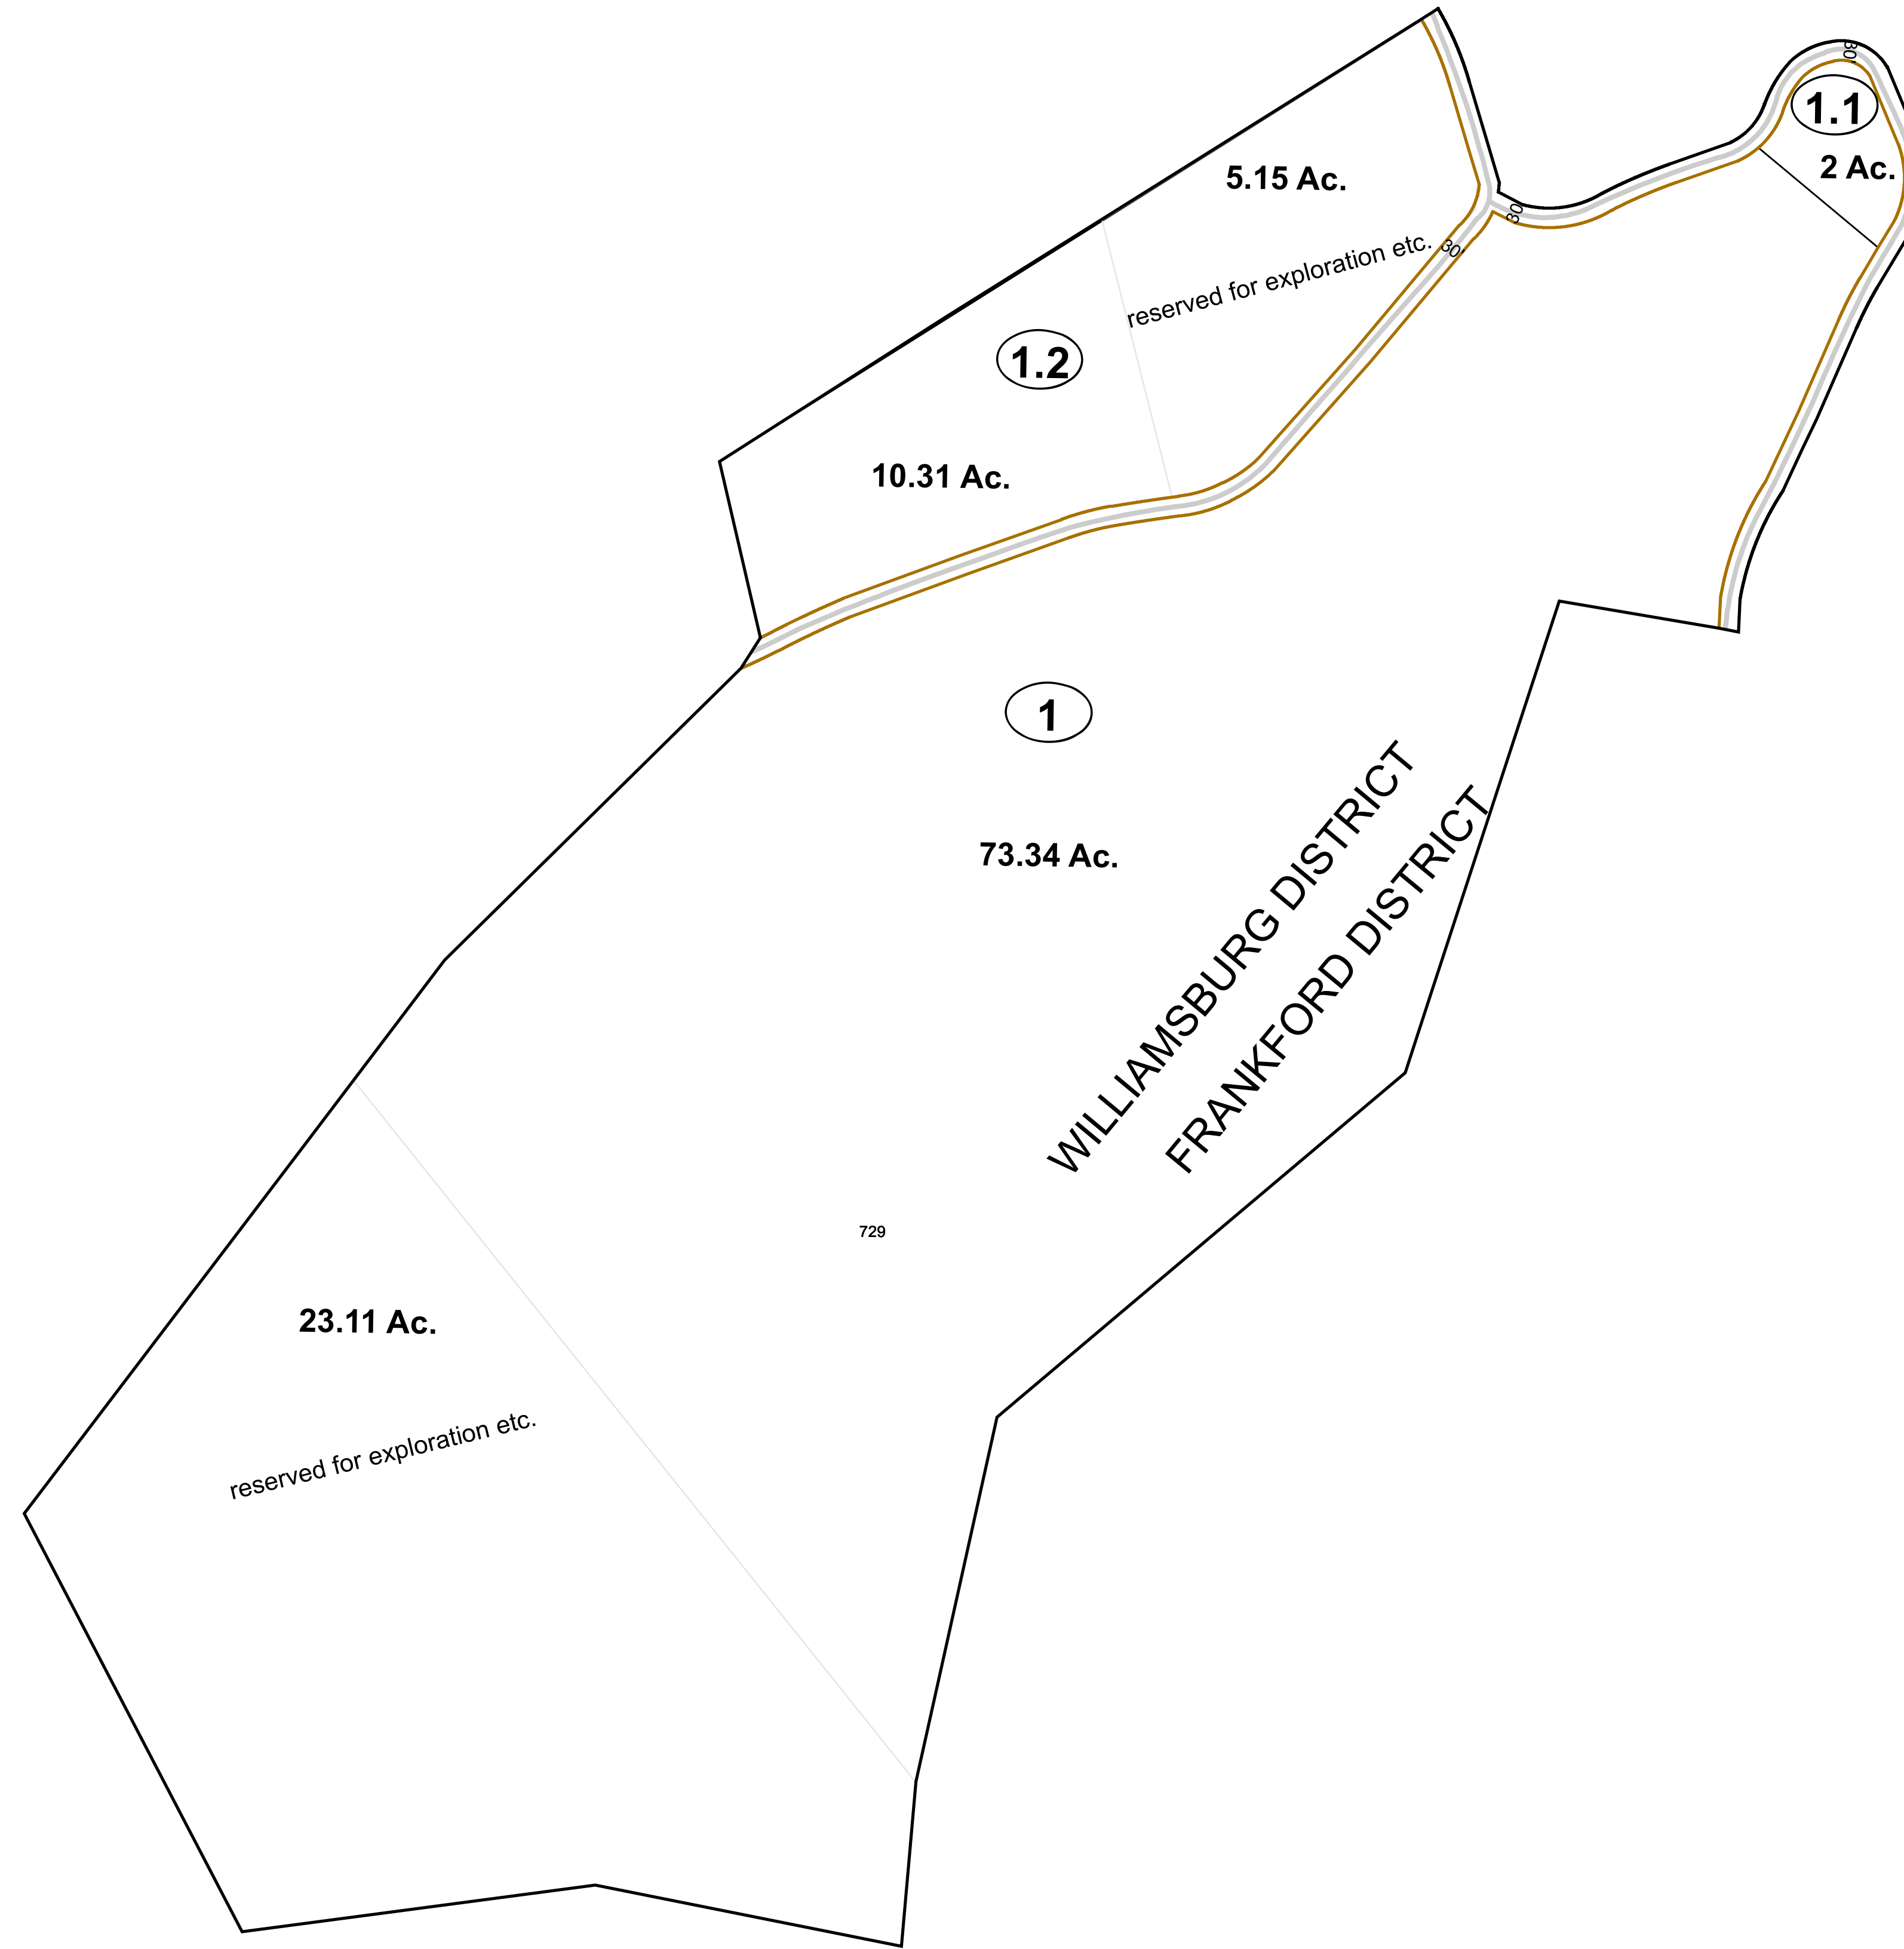 30'
1.1
2 Ac.
5.15 Ac.
30'
reserved for exploration etc.
30'
1.2
10.31 Ac.
1
73.34 Ac.
WILLIAMSBURG DISTRICT
FRANKFORD DISTRICT
729
23.11 Ac.
reserved for exploration etc.